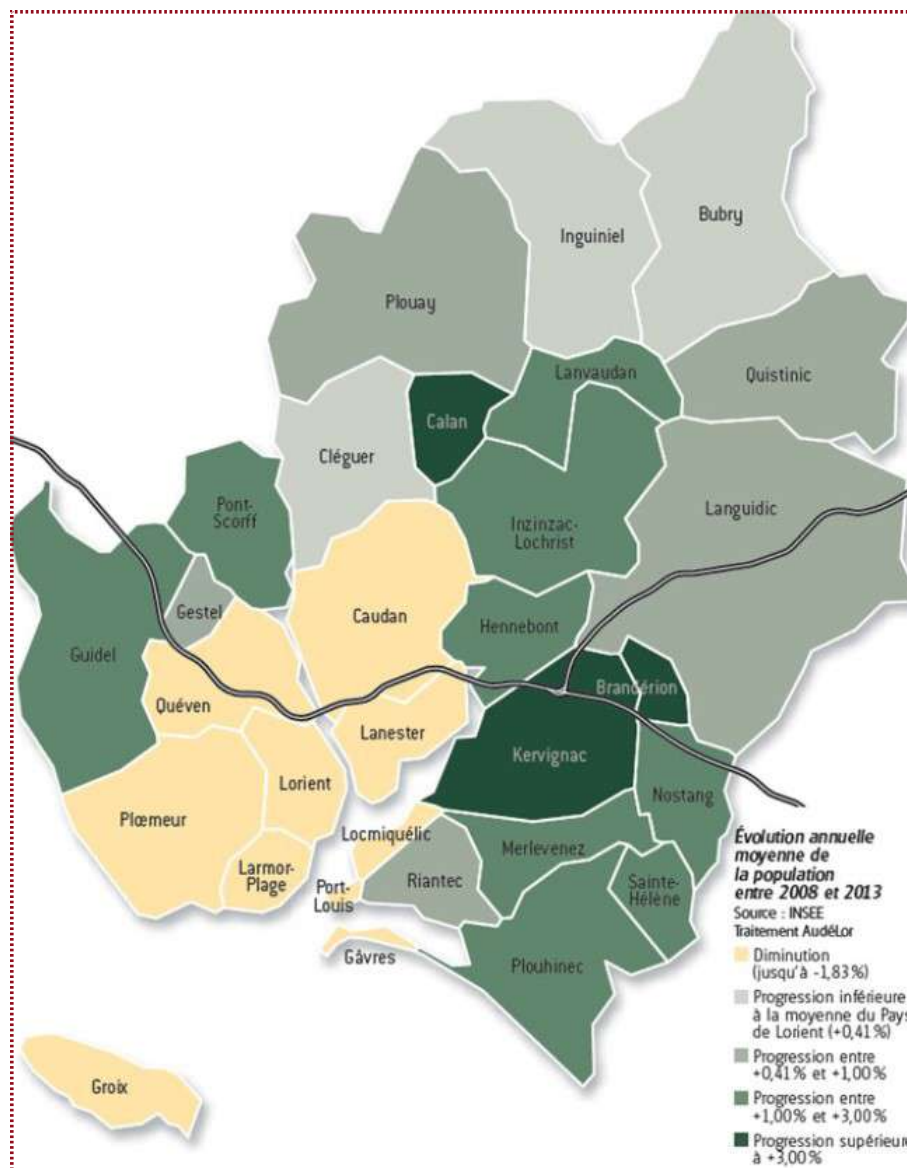 Bubry
Inguiniel
Plouay
Lanvaudan
Quistinic
Calan
Cléguer
Languidic
Pont-
Scorff
Inzinzac-
Lochrist
Gestel
Caudan
Hennebont
Guidel
Brandérion
Quéven
Lanester
Kervignac
Lorient
Nostang
Plœmeur
Locmiquélic
Merlevenez
Larmor-
Plage
Riantec
Port-
Louis
Sainte-
Hélène
Gâvres
Plouhinec
Groix
Évolution annuelle
moyenne de
la population
entre 2008 et 2013
Source : INSEE
Traitement AudéLor
Diminution
(jusqu'à -1,83%)
Progression inférieure
à la moyenne du Pays
de Lorient (+0,41%)
Progression entre
+0,41% et +1,00%
Progression entre
+1,00% et +3,00%
Progression supérieure
à +3,00%